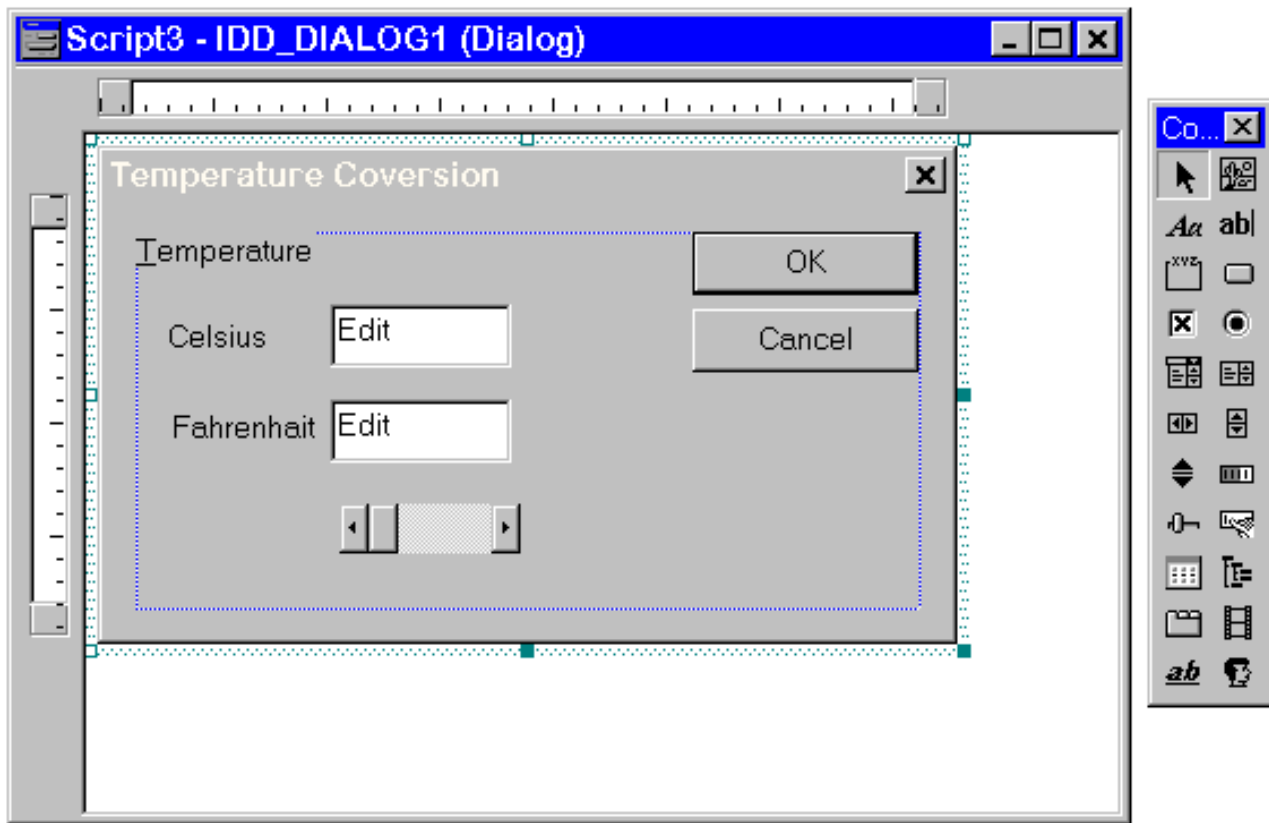 Script3 - IDD_DIALOG1 (Dialog)
Co...
Temperature Coversion
Temperature
OK
Celsius
Edit
Cancel
Fahrenhait
Edit
Aa
ab|
xyz
ab